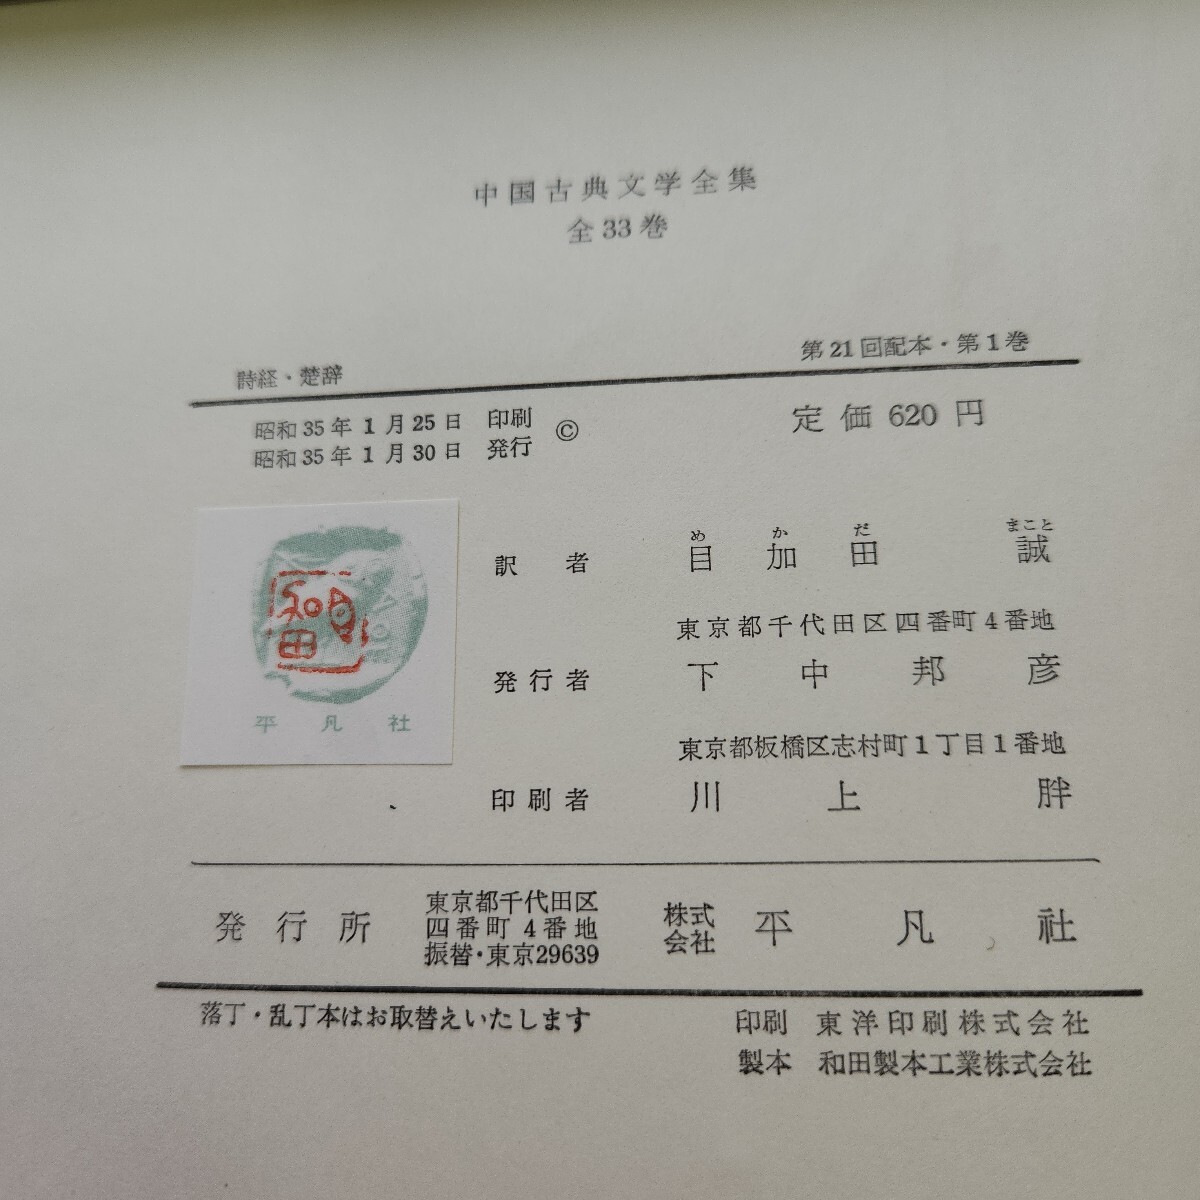 中国古典文学全集
全33巻
詩経・楚辞
第21回配本・第1巻
昭和35年1月25日 印刷
昭和35年1月30日 発行
©
定価620円
めかだ まこと
訳者 目加田 誠
東京都千代田区四番町4番地
発行者 下中邦彦
東京都板橋区志村町1丁目1番地
印刷者 川上胖
平凡社
発行所
東京都千代田区
四番町4番地
振替・東京29639
株式
会社
平凡社
落丁・乱丁本はお取替えいたします
印刷 東洋印刷株式会社
製本 和田製本工業株式会社